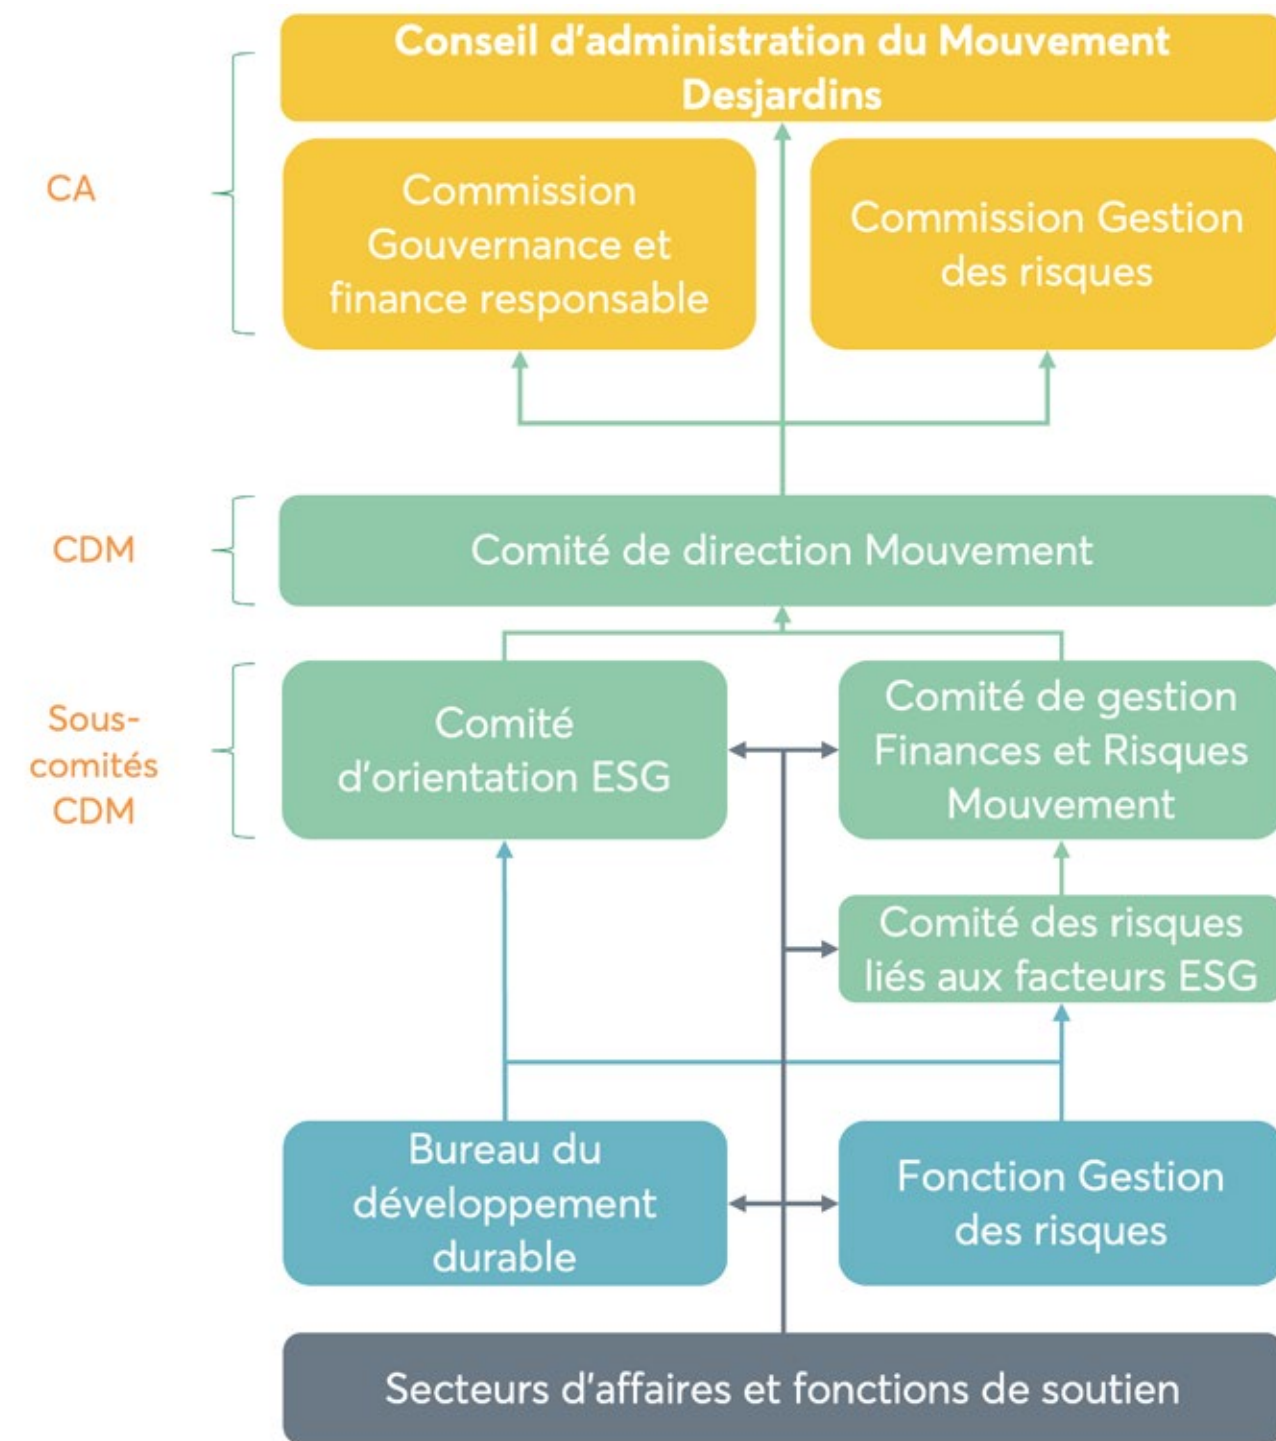 Conseil d'administration du Mouvement
Desjardins
CA
Commission
Gouvernance et
finance responsable
Commission Gestion
des risques
CDM
Comité de direction Mouvement
Sous-
comités
CDM
Comité
d'orientation ESG
Comité de gestion
Finances et Risques
Mouvement
Comité des risques
liés aux facteurs ESG
Bureau du
développement
durable
Fonction Gestion
des risques
Secteurs d'affaires et fonctions de soutien